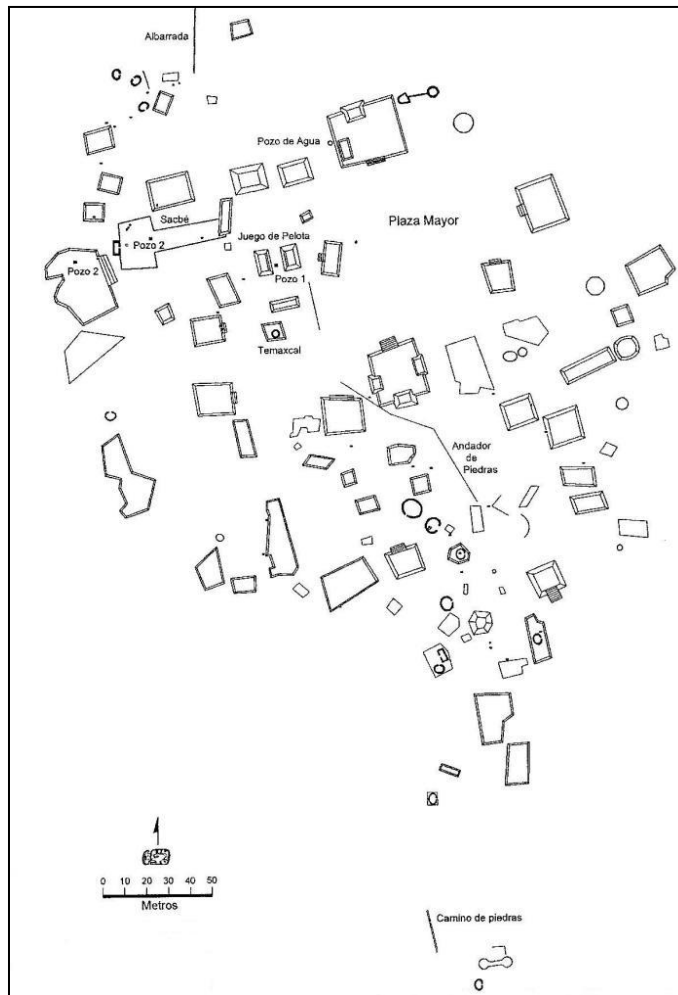 Albarrada
Pozo de Agua
Plaza Mayor
Sacbé
Juego de Pelota
Pozo 2
Pozo 2
Pozo 1
Temaxcal
Andador
de
Piedras
0 10 20 30 40 50
Metros
Camino de piedras